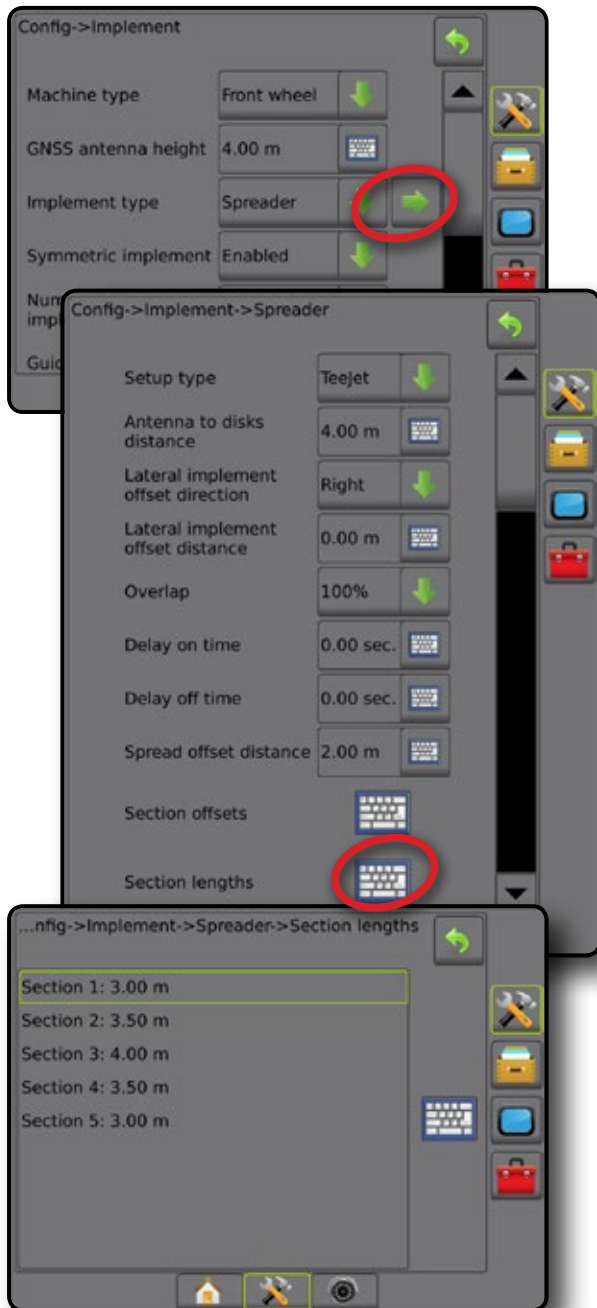 Config->Implement
Machine type Front wheel
GNSS antenna height 4.00 m
Implement type Spreader
Symmetric implement Enabled
Num
impl
Guid
Config->Implement->Spreader
Setup type TeeJet
Antenna to disks
distance 4.00 m
Lateral implement
offset direction Right
Lateral implement
offset distance 0.00 m
Overlap 100%
Delay on time 0.00 sec.
Delay off time 0.00 sec.
Spread offset distance 2.00 m
Section offsets
Section lengths
...nfig->Implement->Spreader->Section lengths
Section 1: 3.00 m
Section 2: 3.50 m
Section 3: 4.00 m
Section 4: 3.50 m
Section 5: 3.00 m